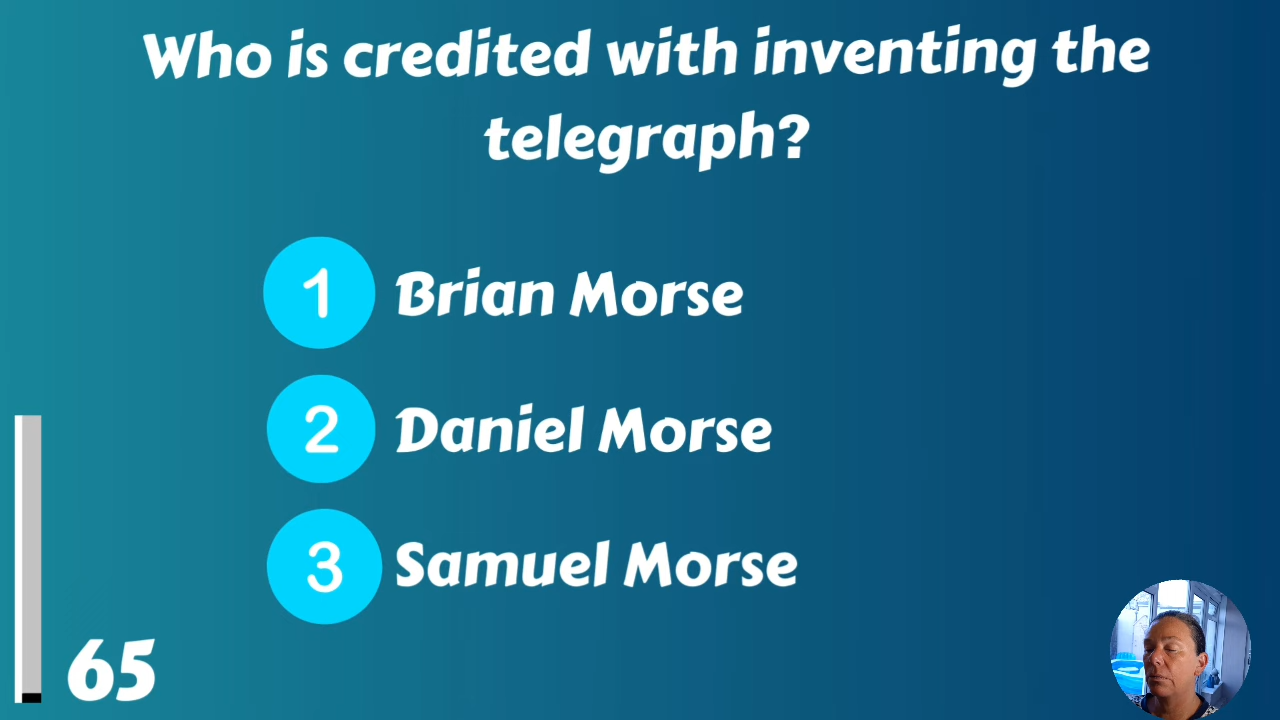 Who is credited with inventing the
telegraph?
1 Brian Morse
2 Daniel Morse
3 Samuel Morse
65